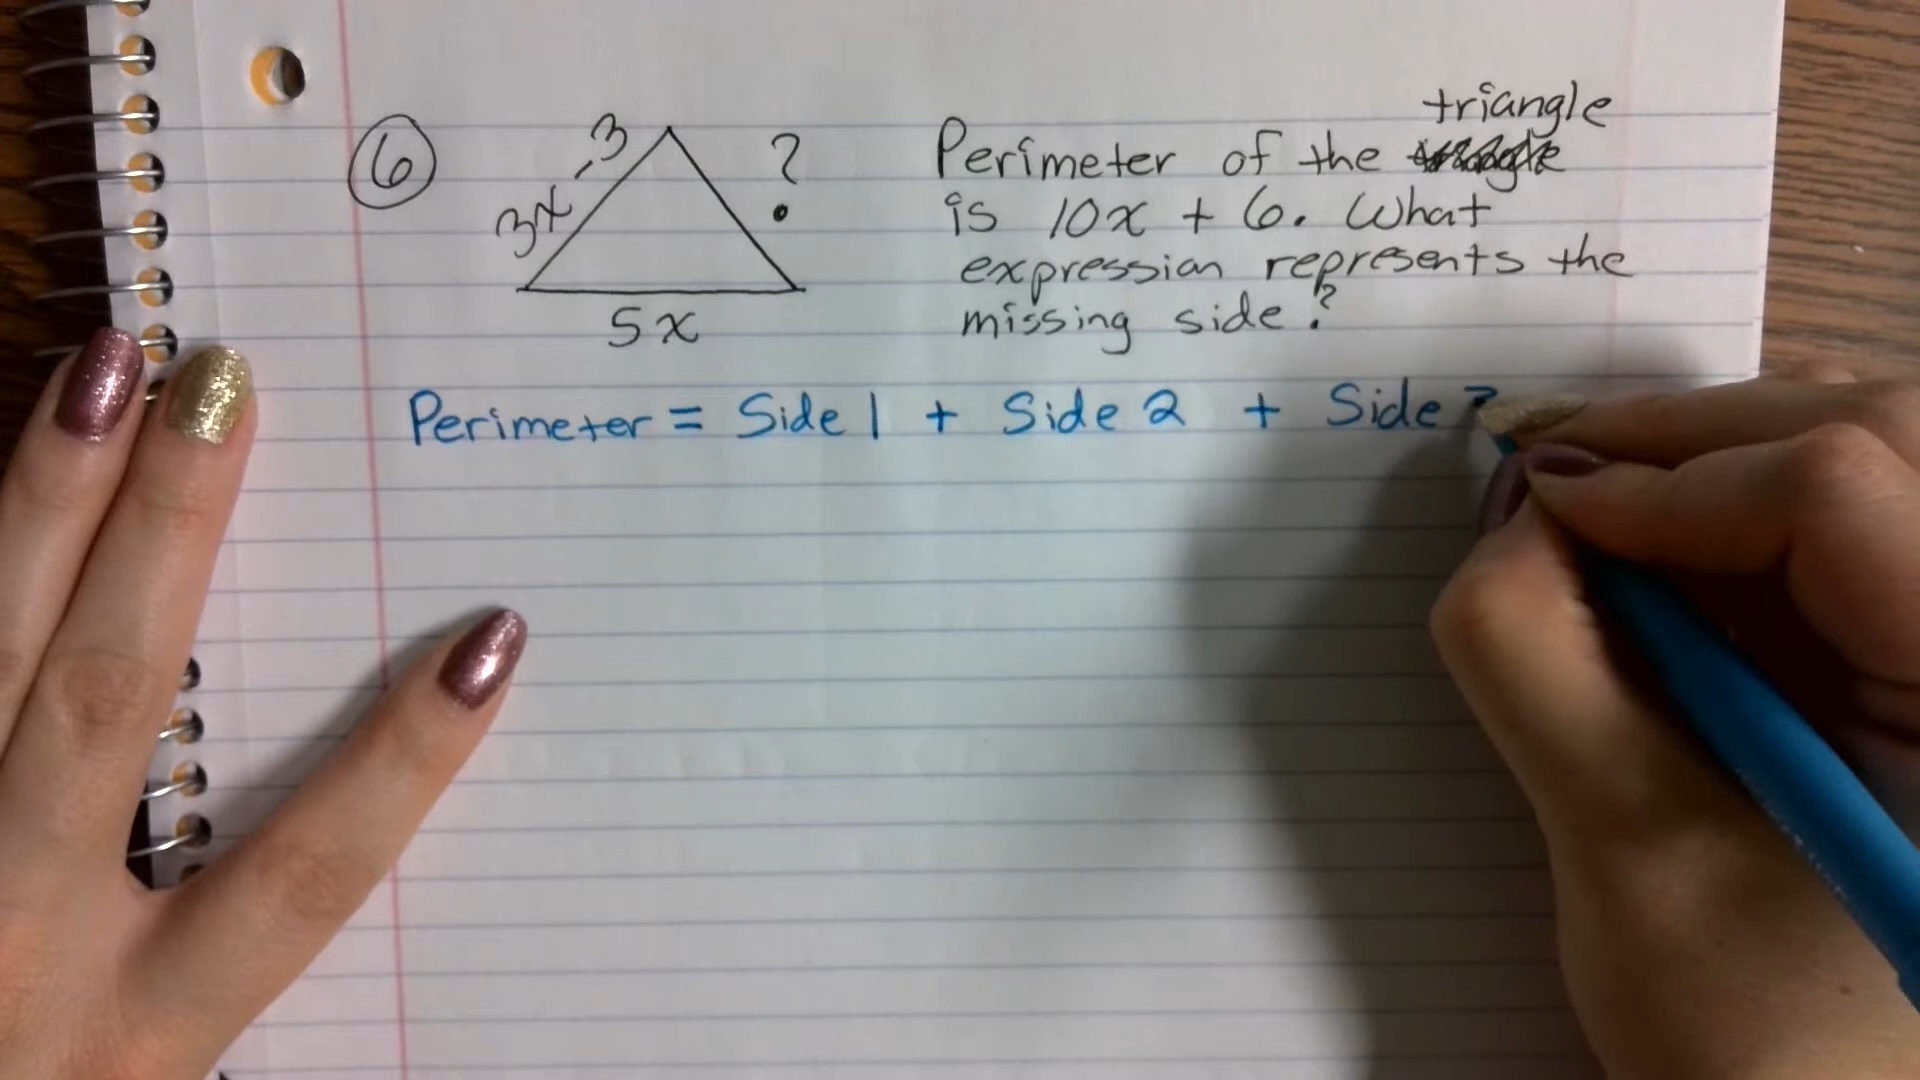 6
3x - 3
?
5x
triangle
Perimeter of the
is 10x + 6. What
expression represents the
missing side?
Perimeter = Side 1 + Side 2 + Side